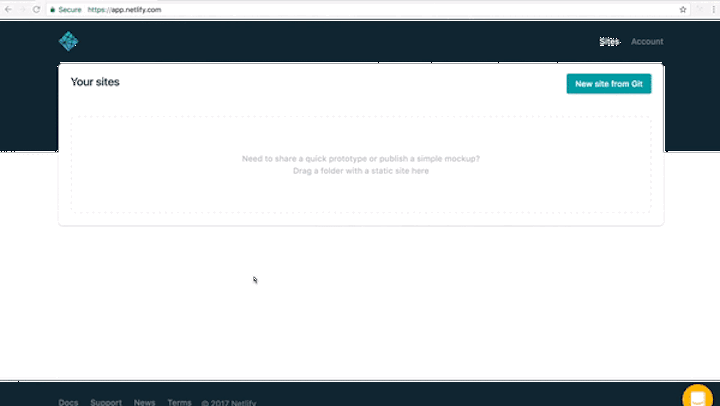 Secure https://app.netlify.com
Sites Account
Your sites
New site from Git
Need to share a quick prototype or publish a simple mockup?
Drag a folder with a static site here
Docs Support News Terms © 2017 Netlify